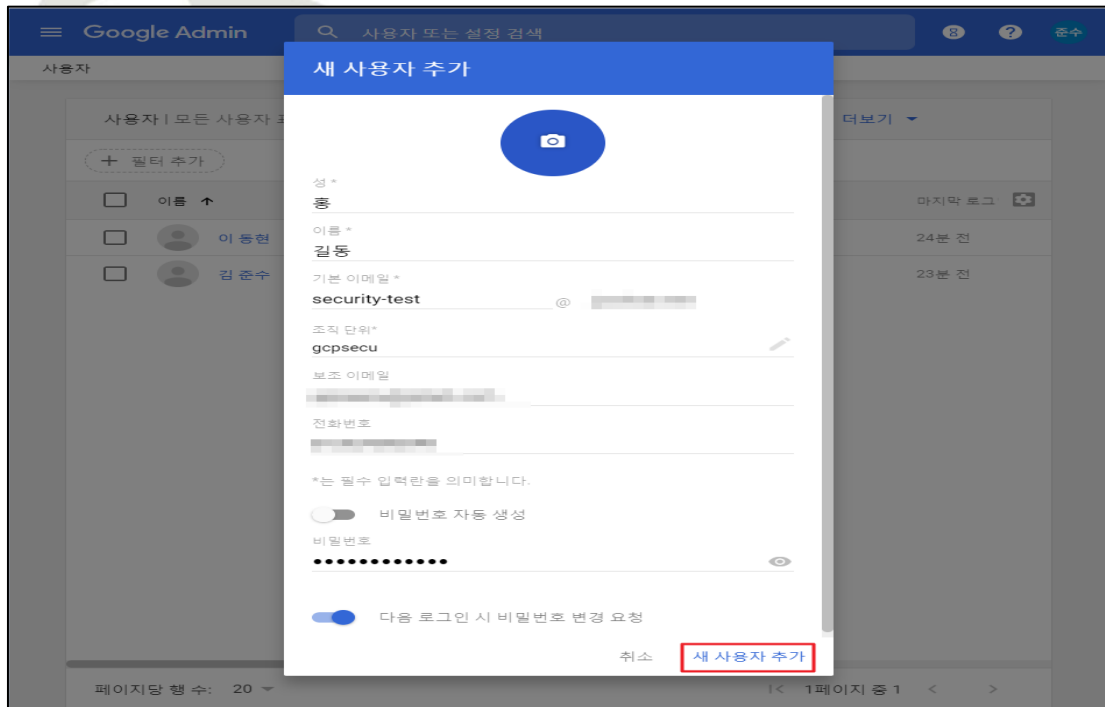 Google Admin
사용자 또는 설정 검색
8
?
준수
사용자
새 사용자 추가
사용자 | 모든 사용자
더보기
+ 필터 추가
이름 ↑
마지막 로그
이동현
24분 전
김준수
23분 전
성 *
홍
이름 *
길동
기본 이메일 *
security-test @
조직 단위*
gcpsecu
보조 이메일
전화번호
*는 필수 입력란을 의미합니다.
비밀번호 자동 생성
비밀번호
••••••••••••
다음 로그인 시 비밀번호 변경 요청
취소 새 사용자 추가
페이지당 행 수: 20
1페이지 중 1